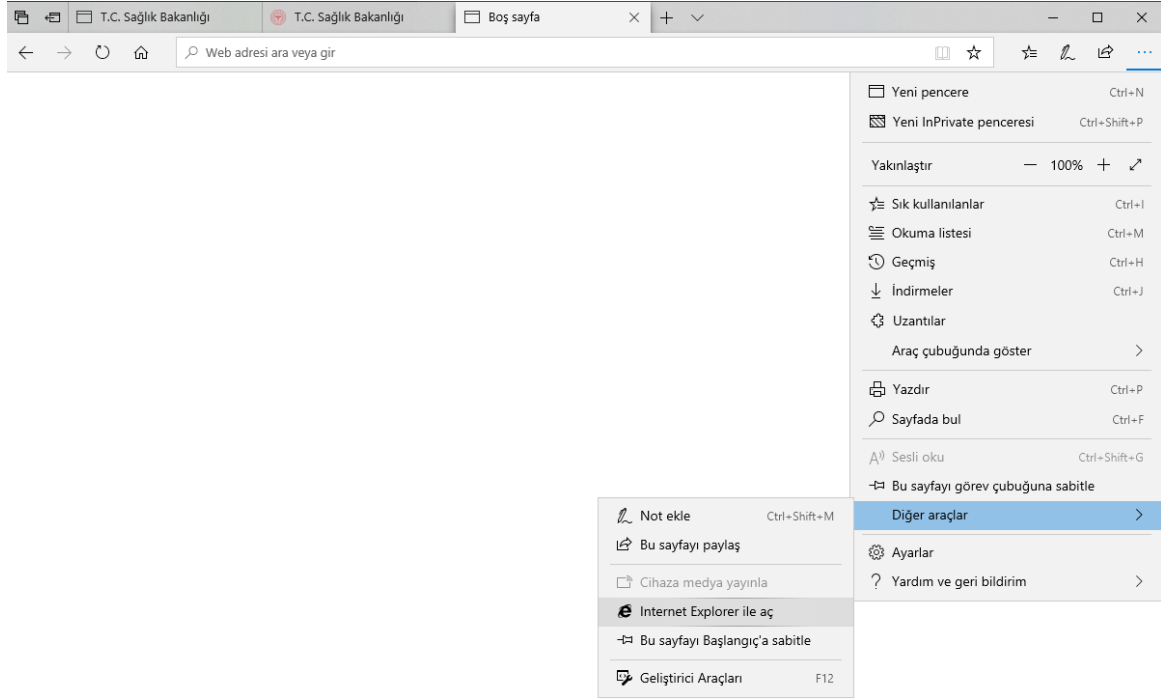 T.C. Sağlık Bakanlığı
T.C. Sağlık Bakanlığı
Boş sayfa
Web adresi ara veya gir
Yeni pencere Ctrl+N
Yeni InPrivate penceresi Ctrl+Shift+P
Yakınlaştır 100%
Sık kullanılanlar Ctrl+I
Okuma listesi Ctrl+M
Geçmiş Ctrl+H
İndirmeler Ctrl+J
Uzantılar
Araç çubuğunda göster
Yazdır Ctrl+P
Sayfada bul Ctrl+F
Sesli oku Ctrl+Shift+G
Bu sayfayı görev çubuğuna sabitle
Diğer araçlar
Ayarlar
Yardım ve geri bildirim
Not ekle Ctrl+Shift+M
Bu sayfayı paylaş
Cihaza medya yayınla
Internet Explorer ile aç
Bu sayfayı Başlangıç'a sabitle
Geliştirici Araçları F12